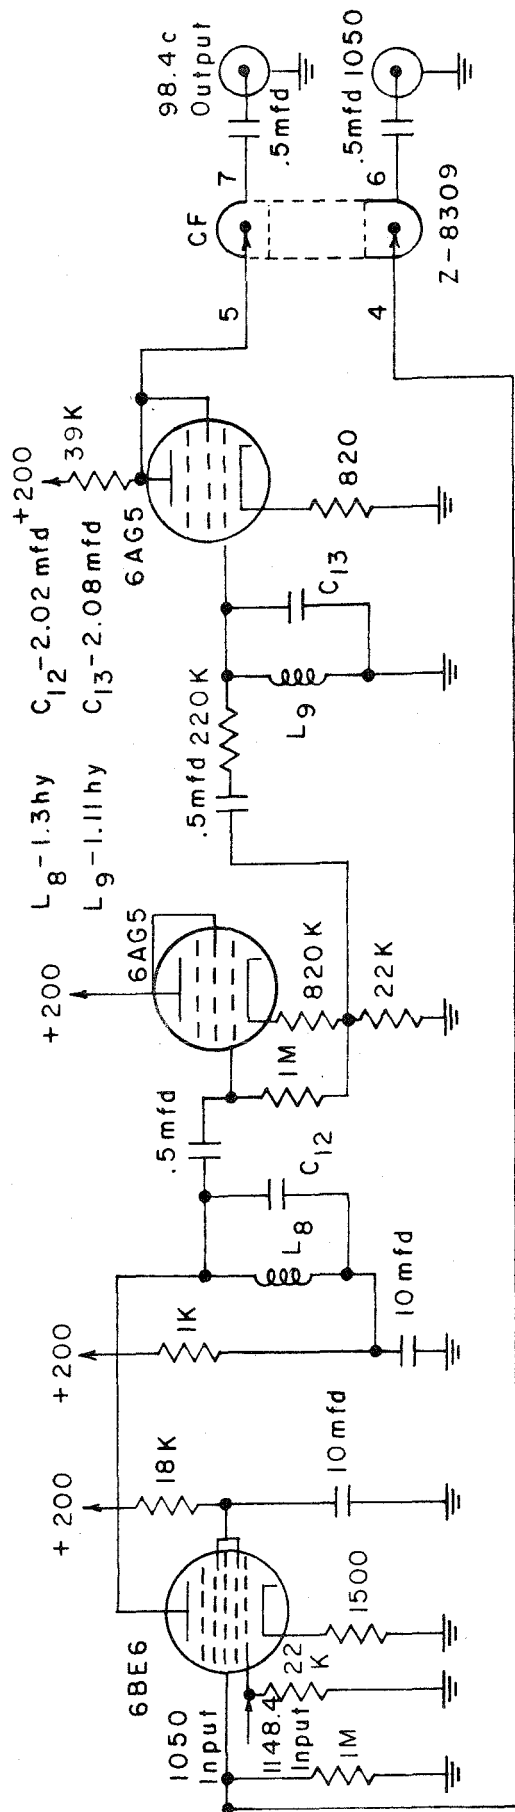 6BE6
1050
Input
1148.4
Input
1M
22
K
1500
+200
18K
10mfd
+200
1K
10mfd
L8
C12
.5mfd
1M
+200
6AG5
820K
22K
L8-1.3hy C12-2.02mfd
L9-1.11hy C13-2.08mfd
.5mfd 220K
L9
C13
+200
39K
6AG5
820
5
4
CF
7
6
Z-8309
98.4c
Output
.5mfd
.5mfd 1050